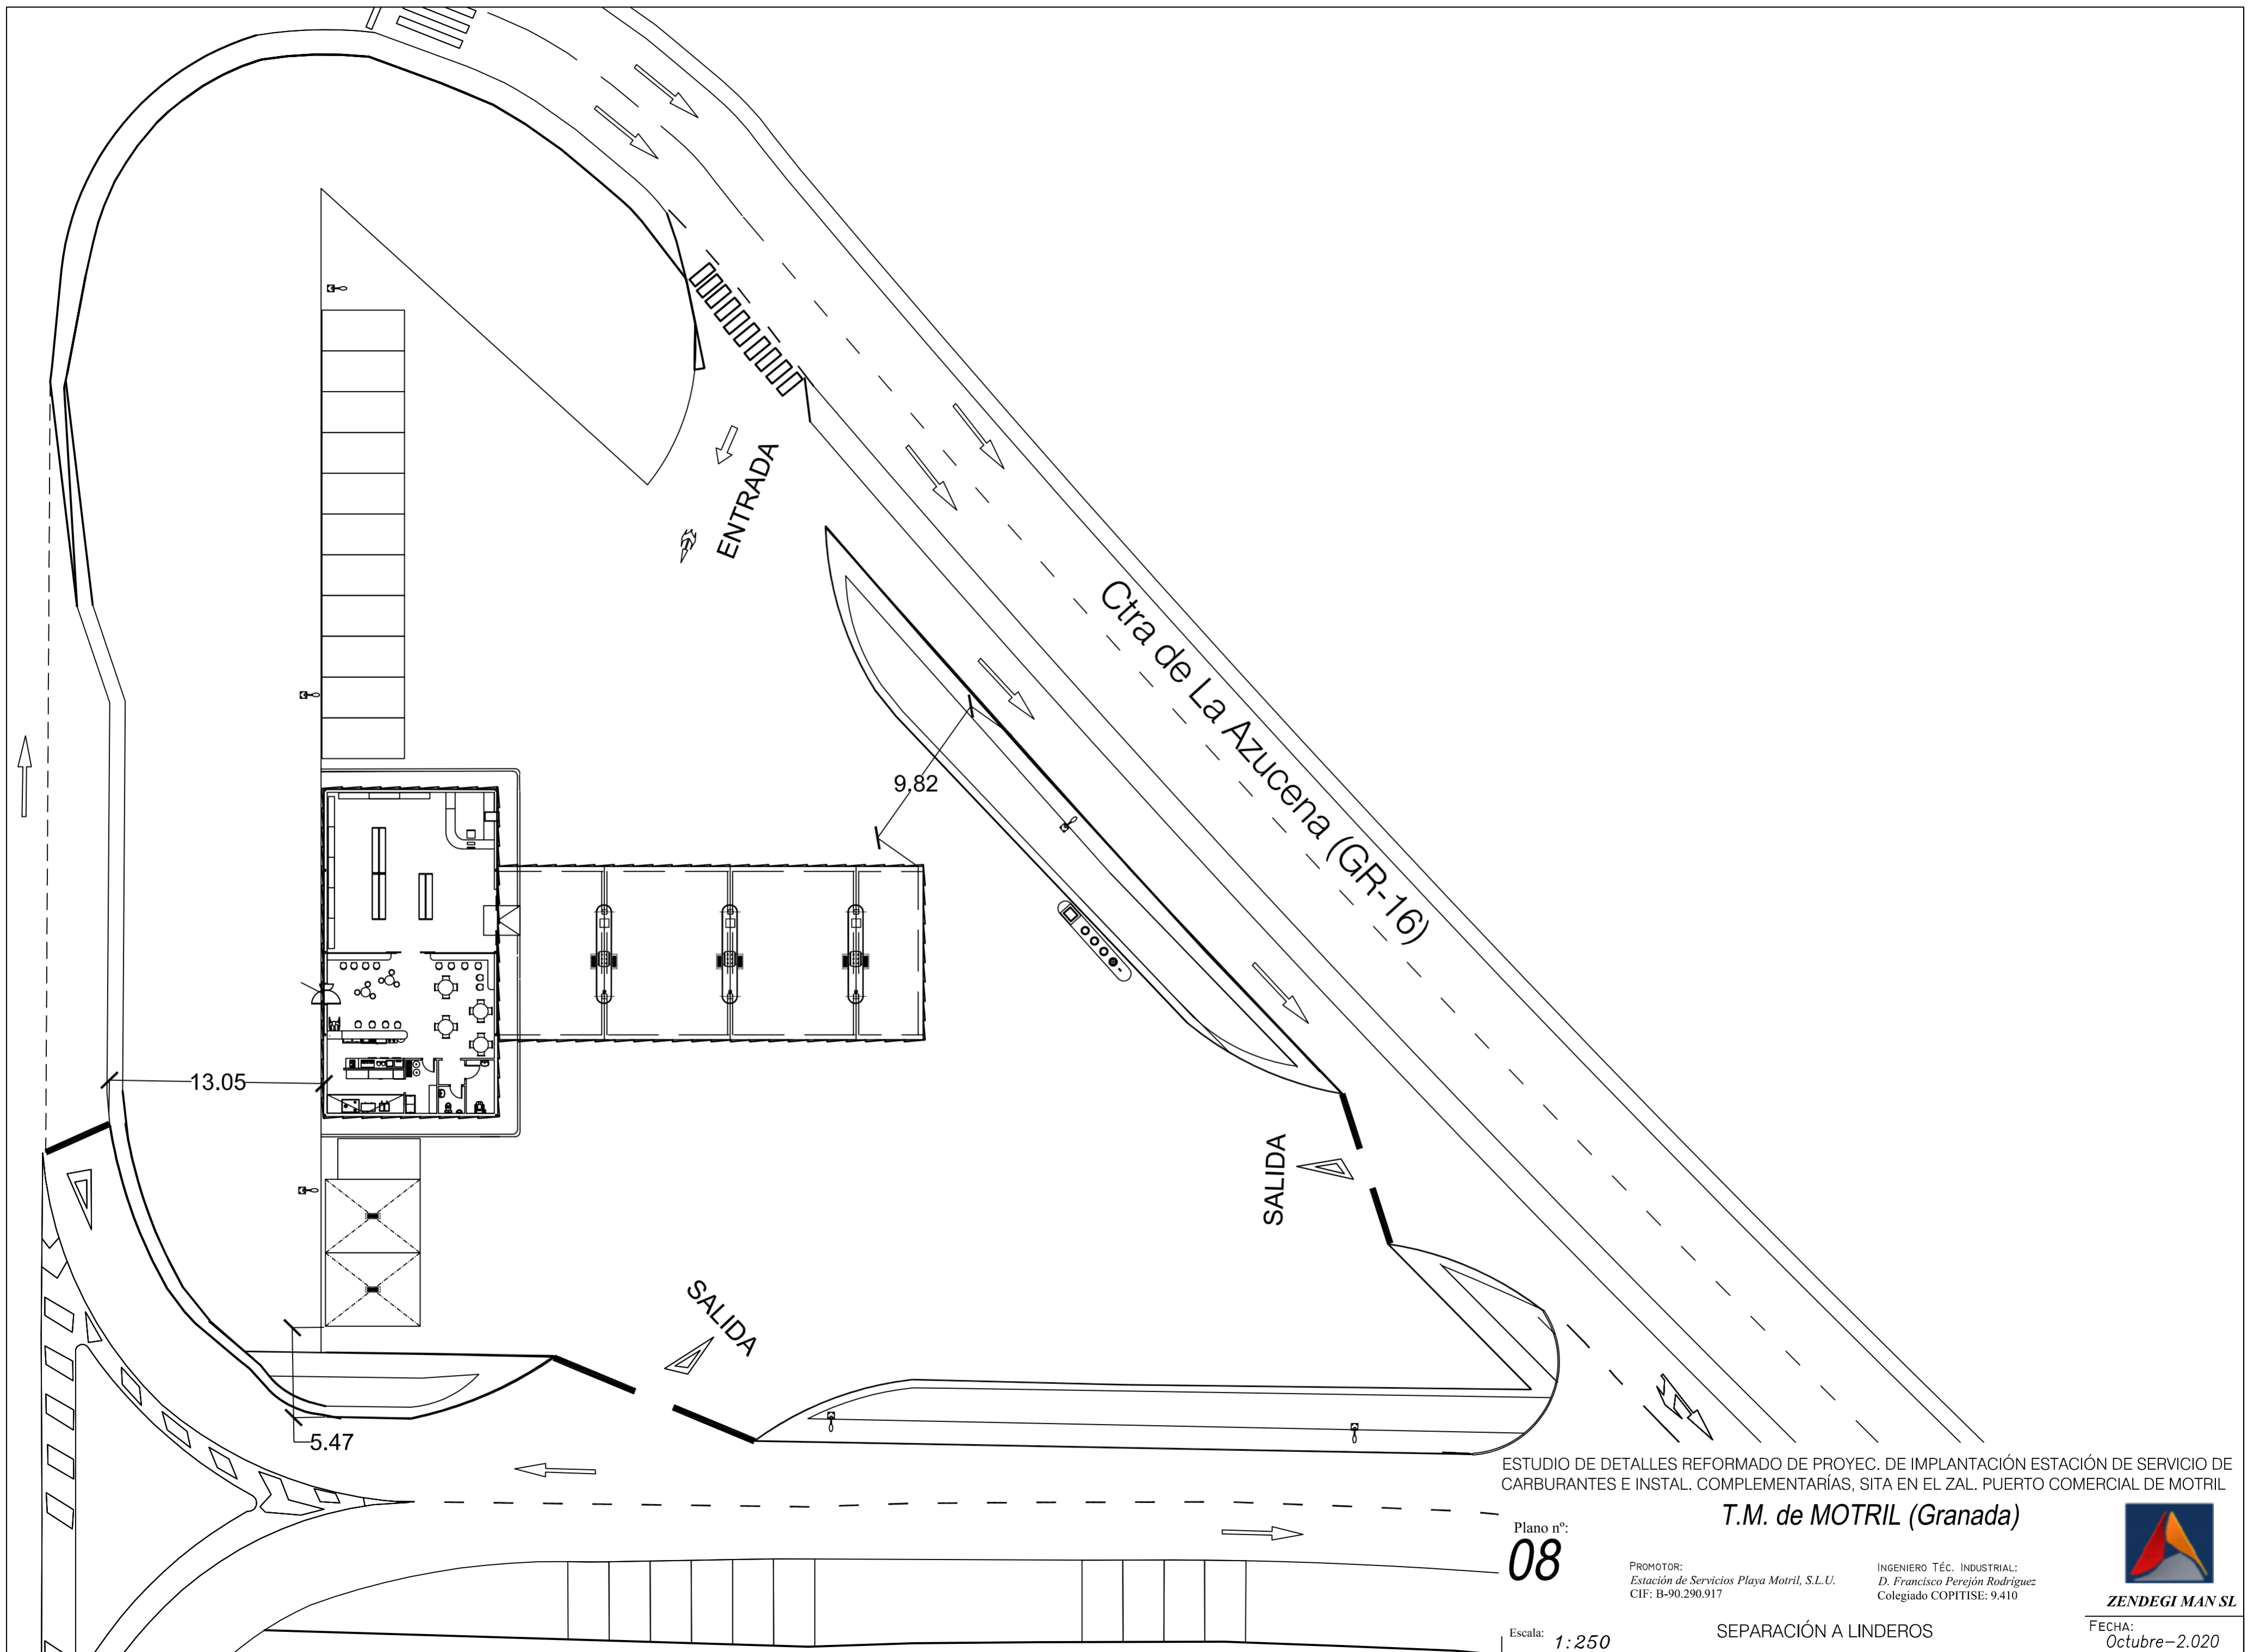 ENTRADA
Ctra de La Azucena (GR-16)
9.82
13.05
SALIDA
SALIDA
5.47
ESTUDIO DE DETALLES REFORMADO DE PROYEC. DE IMPLANTACIÓN ESTACIÓN DE SERVICIO DE
CARBURANTES E INSTAL. COMPLEMENTARÍAS, SITA EN EL ZAL. PUERTO COMERCIAL DE MOTRIL
T.M. de MOTRIL (Granada)
Plano nº:
08
PROMOTOR:
Estación de Servicios Playa Motril, S.L.U.
CIF: B-90.290.917
INGENIERO TÉC. INDUSTRIAL:
D. Francisco Perejón Rodríguez
Colegiado COPITISE: 9.410
ZENDEGI MAN SL
Escala: 1:250
SEPARACIÓN A LINDEROS
FECHA:
Octubre-2.020